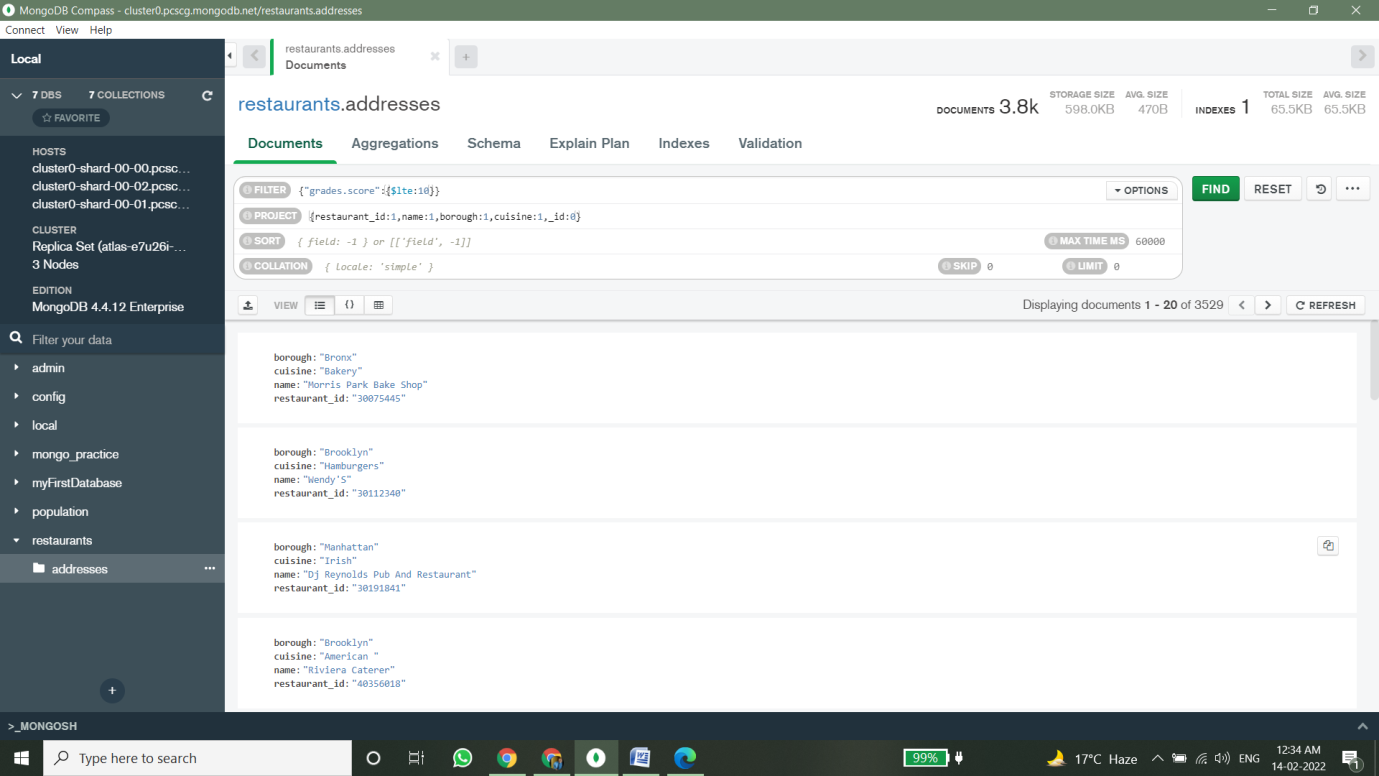 MongoDB Compass - cluster0.pcscg.mongodb.net/restaurants.addresses
Connect View Help
Local
7 DBS 7 COLLECTIONS
FAVORITE
HOSTS
cluster0-shard-00-00.pcsc...
cluster0-shard-00-02.pcsc...
cluster0-shard-00-01.pcsc...
CLUSTER
Replica Set (atlas-e7u26i-...
3 Nodes
EDITION
MongoDB 4.4.12 Enterprise
Filter your data
admin
config
local
mongo_practice
myFirstDatabase
population
restaurants
addresses
restaurants.addresses
Documents
restaurants.addresses
DOCUMENTS 3.8k STORAGE SIZE 598.0KB AVG. SIZE 470B INDEXES 1 TOTAL SIZE 65.5KB AVG. SIZE 65.5KB
Documents Aggregations Schema Explain Plan Indexes Validation
FILTER {"grades.score":{$lte:10}} OPTIONS FIND RESET
PROJECT {restaurant_id:1,name:1,borough:1,cuisine:1,_id:0}
SORT { field: -1 } or [['field', -1]] MAX TIME MS 60000
COLLATION { locale: 'simple' } SKIP 0 LIMIT 0
VIEW {} Displaying documents 1 - 20 of 3529 REFRESH
borough: "Bronx"
cuisine: "Bakery"
name: "Morris Park Bake Shop"
restaurant_id: "30075445"
borough: "Brooklyn"
cuisine: "Hamburgers"
name: "Wendy'S"
restaurant_id: "30112340"
borough: "Manhattan"
cuisine: "Irish"
name: "Dj Reynolds Pub And Restaurant"
restaurant_id: "30191841"
borough: "Brooklyn"
cuisine: "American "
name: "Riviera Caterer"
restaurant_id: "40356018"
>_MONGOSH
Type here to search
99%
17°C Haze
ENG
12:34 AM
14-02-2022
1